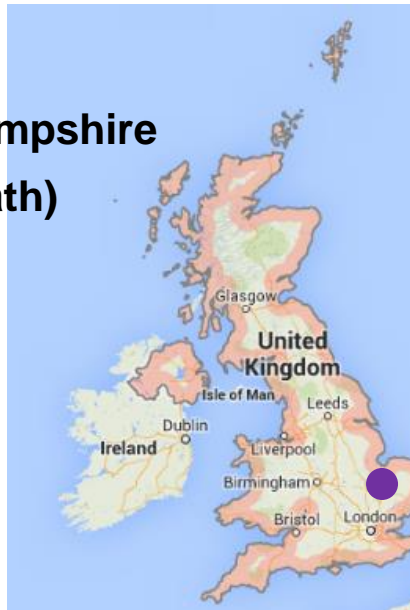 mpshire
th)
Glasgow
United
Kingdom
Isle of Man
Leeds
Dublin
Ireland
Liverpool
Birmingham
Bristol
London